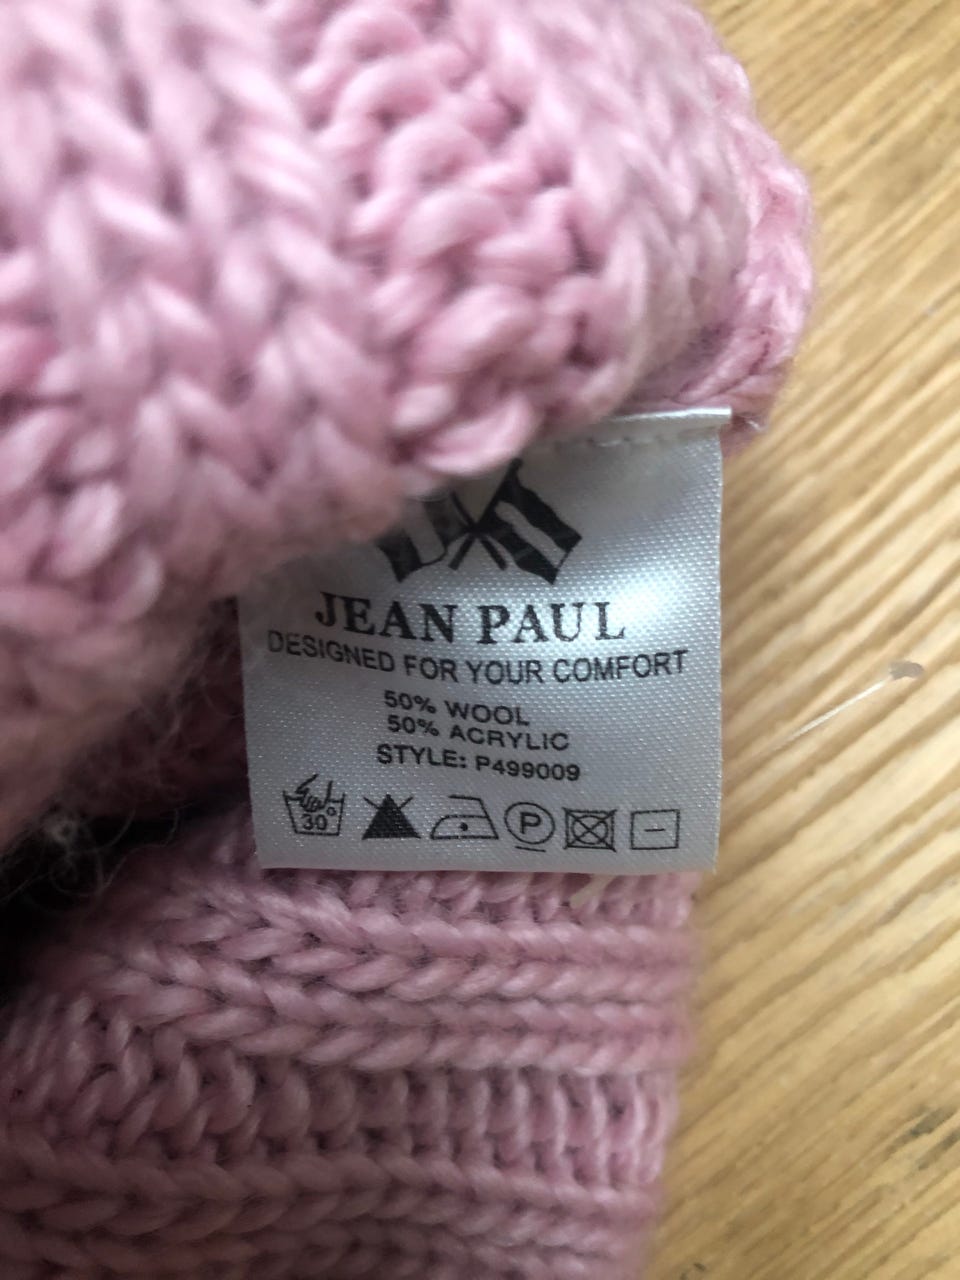 JEAN PAUL
DESIGNED FOR YOUR COMFORT
50% WOOL
50% ACRYLIC
STYLE: P499009
30° P